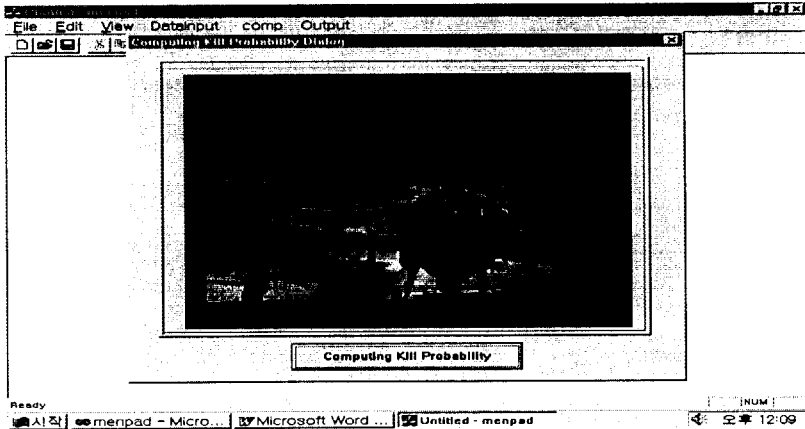 File Edit View DataInput comp Output
Computing Kill Probability Dialog
Computing Kill Probability
Ready
NUM
시작 menpad - Micro... Microsoft Word ... Untitled - menpad 오후 12:09